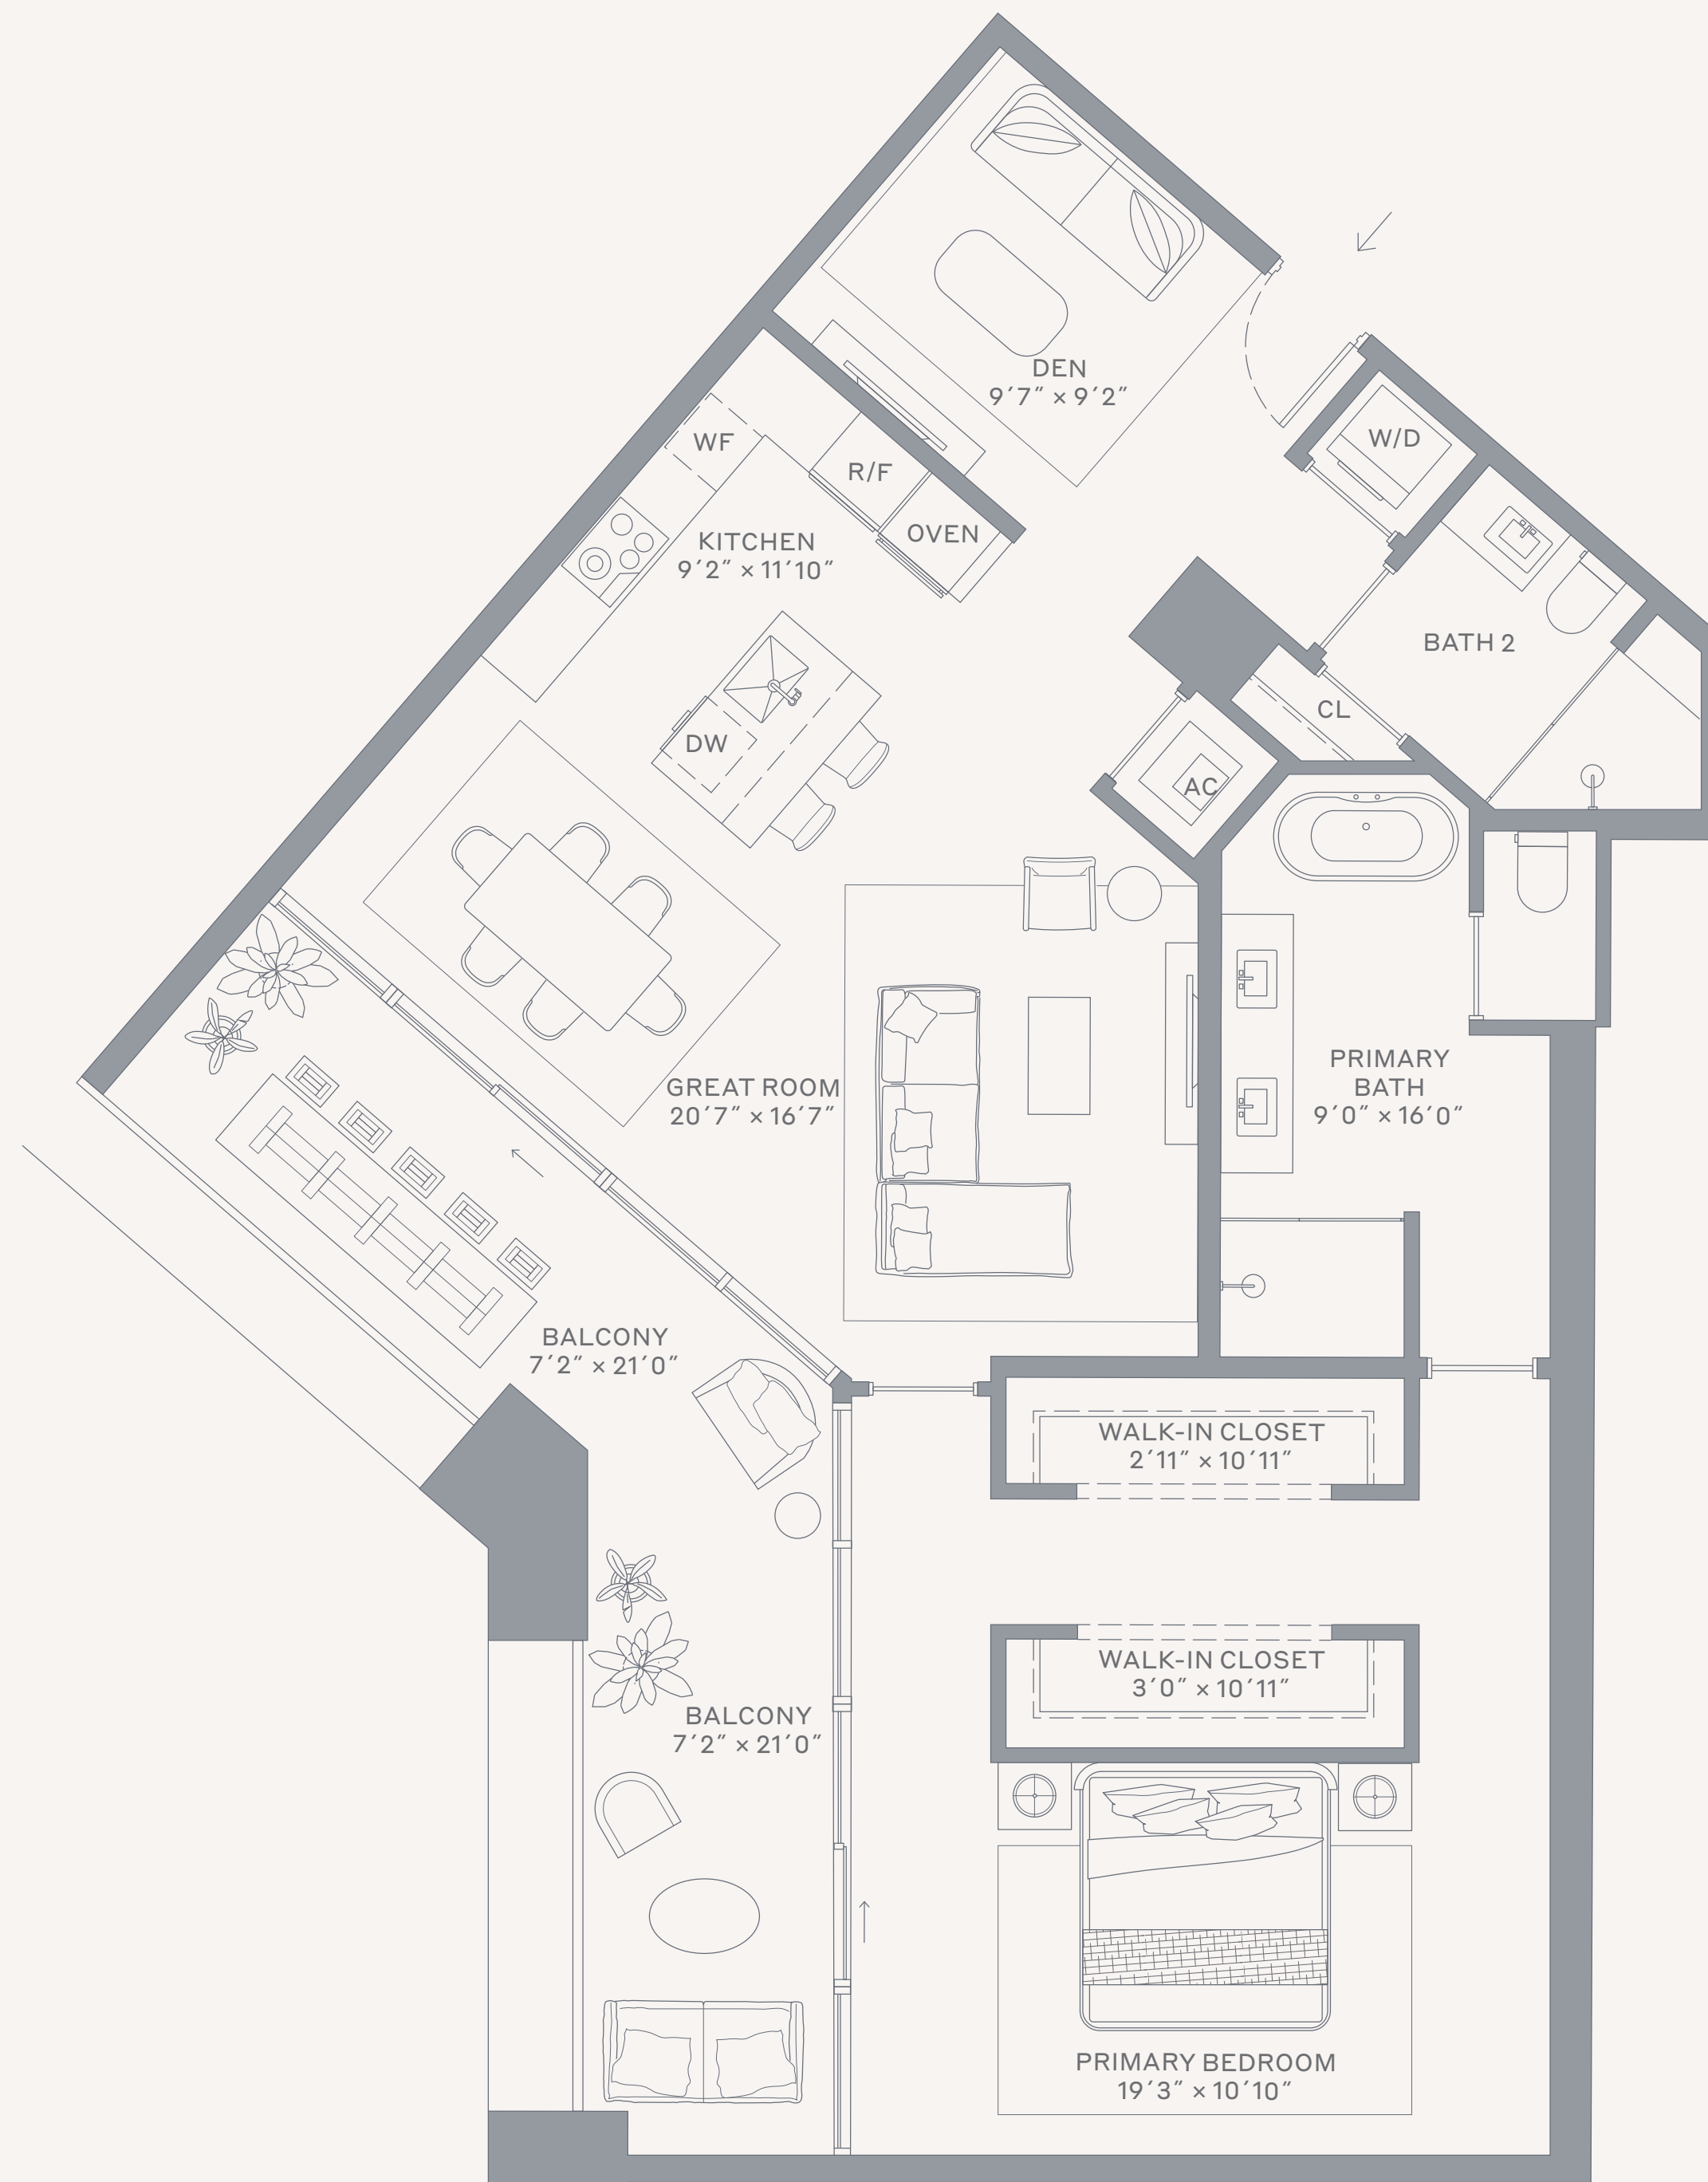 DEN
9′7″ × 9′2″
W/D
WF
R/F
OVEN
KITCHEN
9′2″ × 11′10″
BATH 2
CL
DW
AC
GREAT ROOM
20′7″ × 16′7″
PRIMARY
BATH
9′0″ × 16′0″
BALCONY
7′2″ × 21′0″
WALK-IN CLOSET
2′11″ × 10′11″
WALK-IN CLOSET
3′0″ × 10′11″
BALCONY
7′2″ × 21′0″
PRIMARY BEDROOM
19′3″ × 10′10″